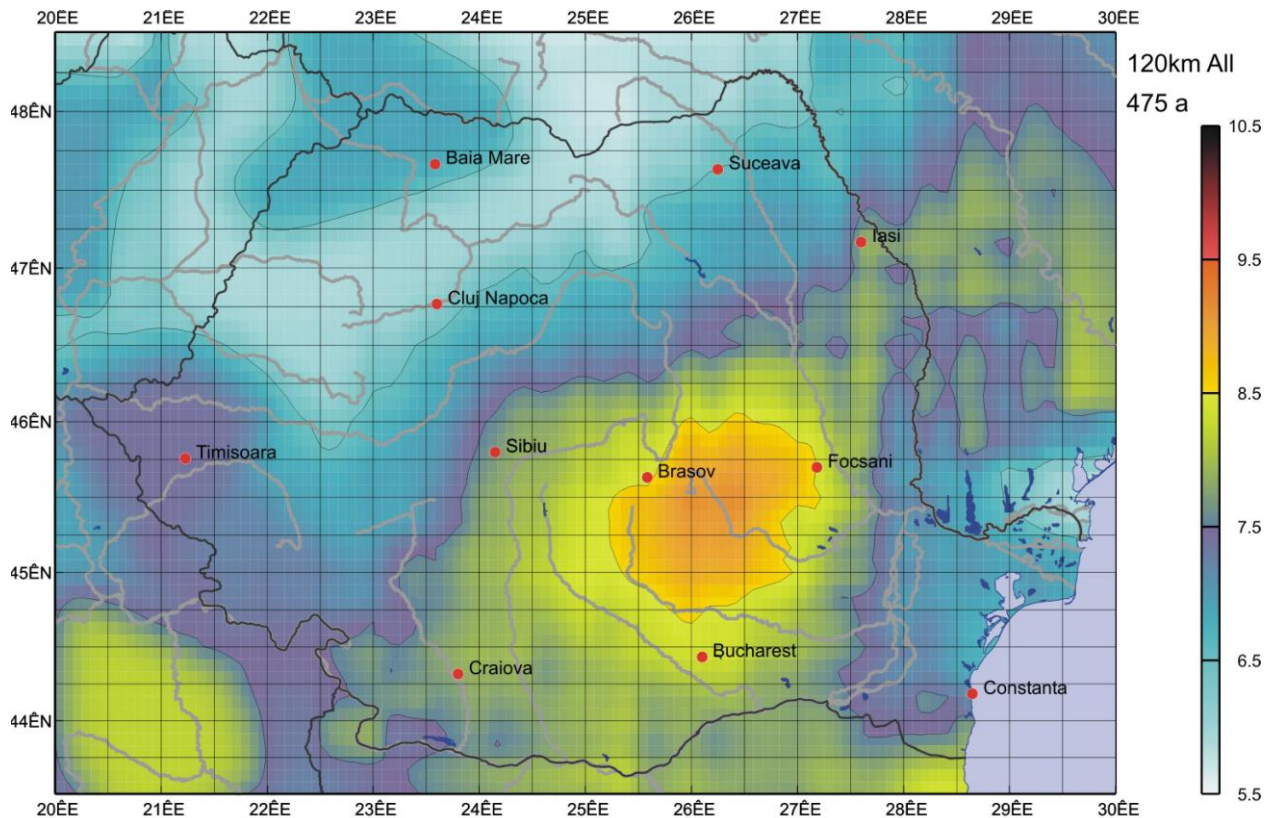 20ÊE 21ÊE 22ÊE 23ÊE 24ÊE 25ÊE 26ÊE 27ÊE 28ÊE 29ÊE 30ÊE
120km All
475 a
48ÊN
47ÊN
46ÊN
45ÊN
44ÊN
Baia Mare
Suceava
Iasi
Cluj Napoca
Timisoara
Sibiu
Brasov
Focsani
Craiova
Bucharest
Constanta
10.5
9.5
8.5
7.5
6.5
5.5
20ÊE 21ÊE 22ÊE 23ÊE 24ÊE 25ÊE 26ÊE 27ÊE 28ÊE 29ÊE 30ÊE